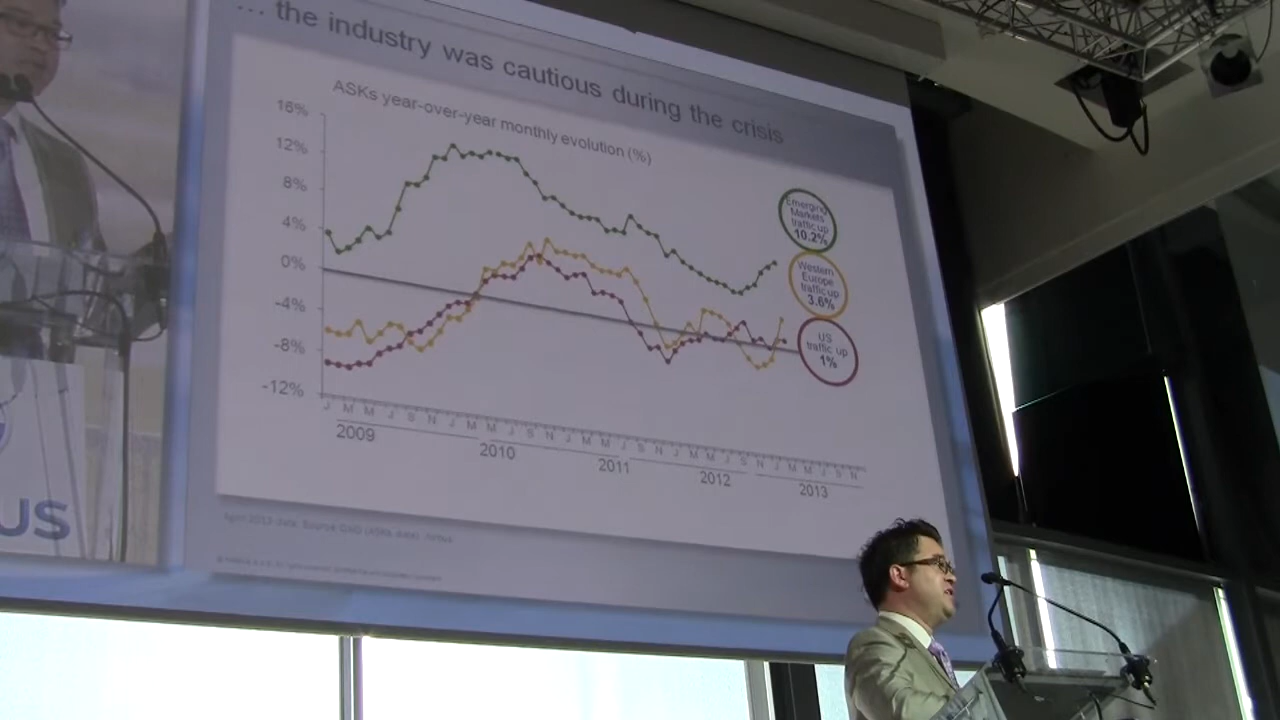 ... the industry was cautious during the crisis
ASKs year-over-year monthly evolution (%)
16%
12%
8%
4%
0%
-4%
-8%
-12%
Emerging
Markets
traffic up
10.2%
Western
Europe
traffic up
3.6%
US
traffic up
1%
J M M J S N J M M J S N J M M J S N J M M J S N J M M J S N
2009
2010
2011
2012
2013
US